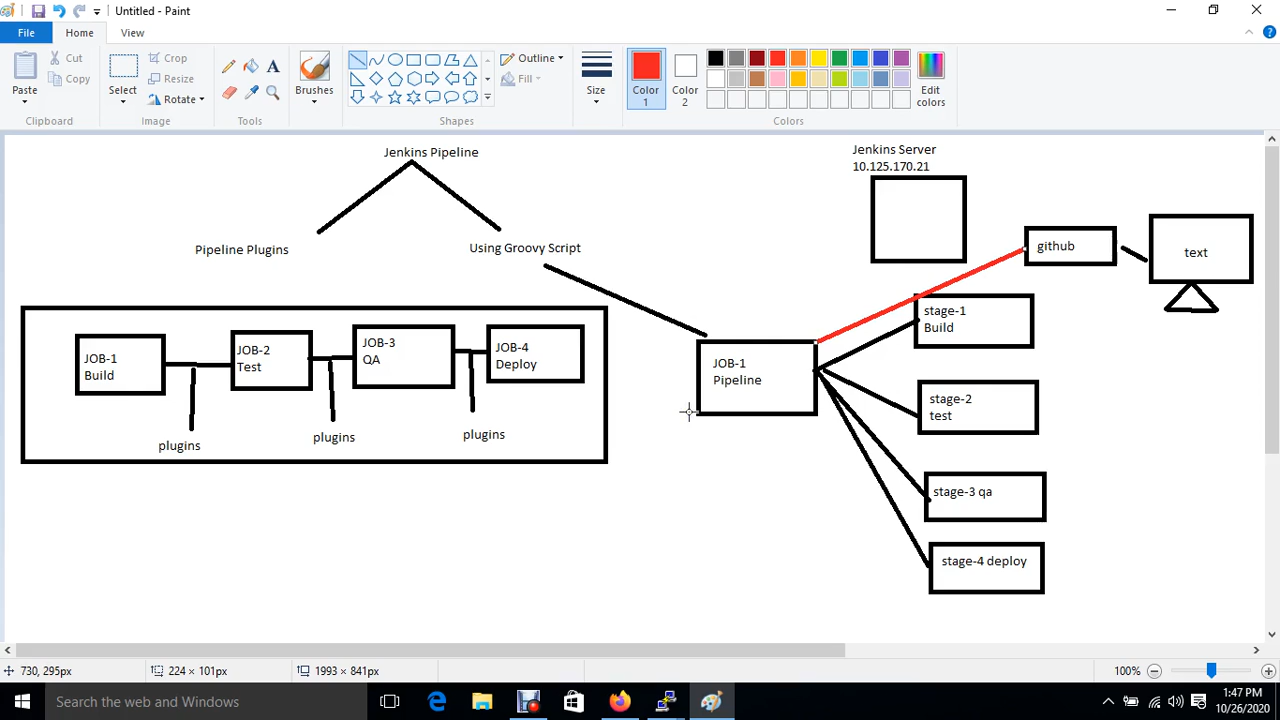 Untitled - Paint
File
Home
View
Paste
Cut
Copy
Clipboard
Select
Crop
Resize
Rotate
Image
Tools
Brushes
Shapes
Outline
Fill
Size
Color
1
Color
2
Edit
colors
Colors
Jenkins Pipeline
Pipeline Plugins
Using Groovy Script
Jenkins Server
10.125.170.21
github
text
JOB-1
Build
JOB-2
Test
JOB-3
QA
JOB-4
Deploy
plugins
plugins
plugins
JOB-1
Pipeline
stage-1
Build
stage-2
test
stage-3 qa
stage-4 deploy
730, 295px
224 × 101px
1993 × 841px
100%
Search the web and Windows
1:47 PM
10/26/2020